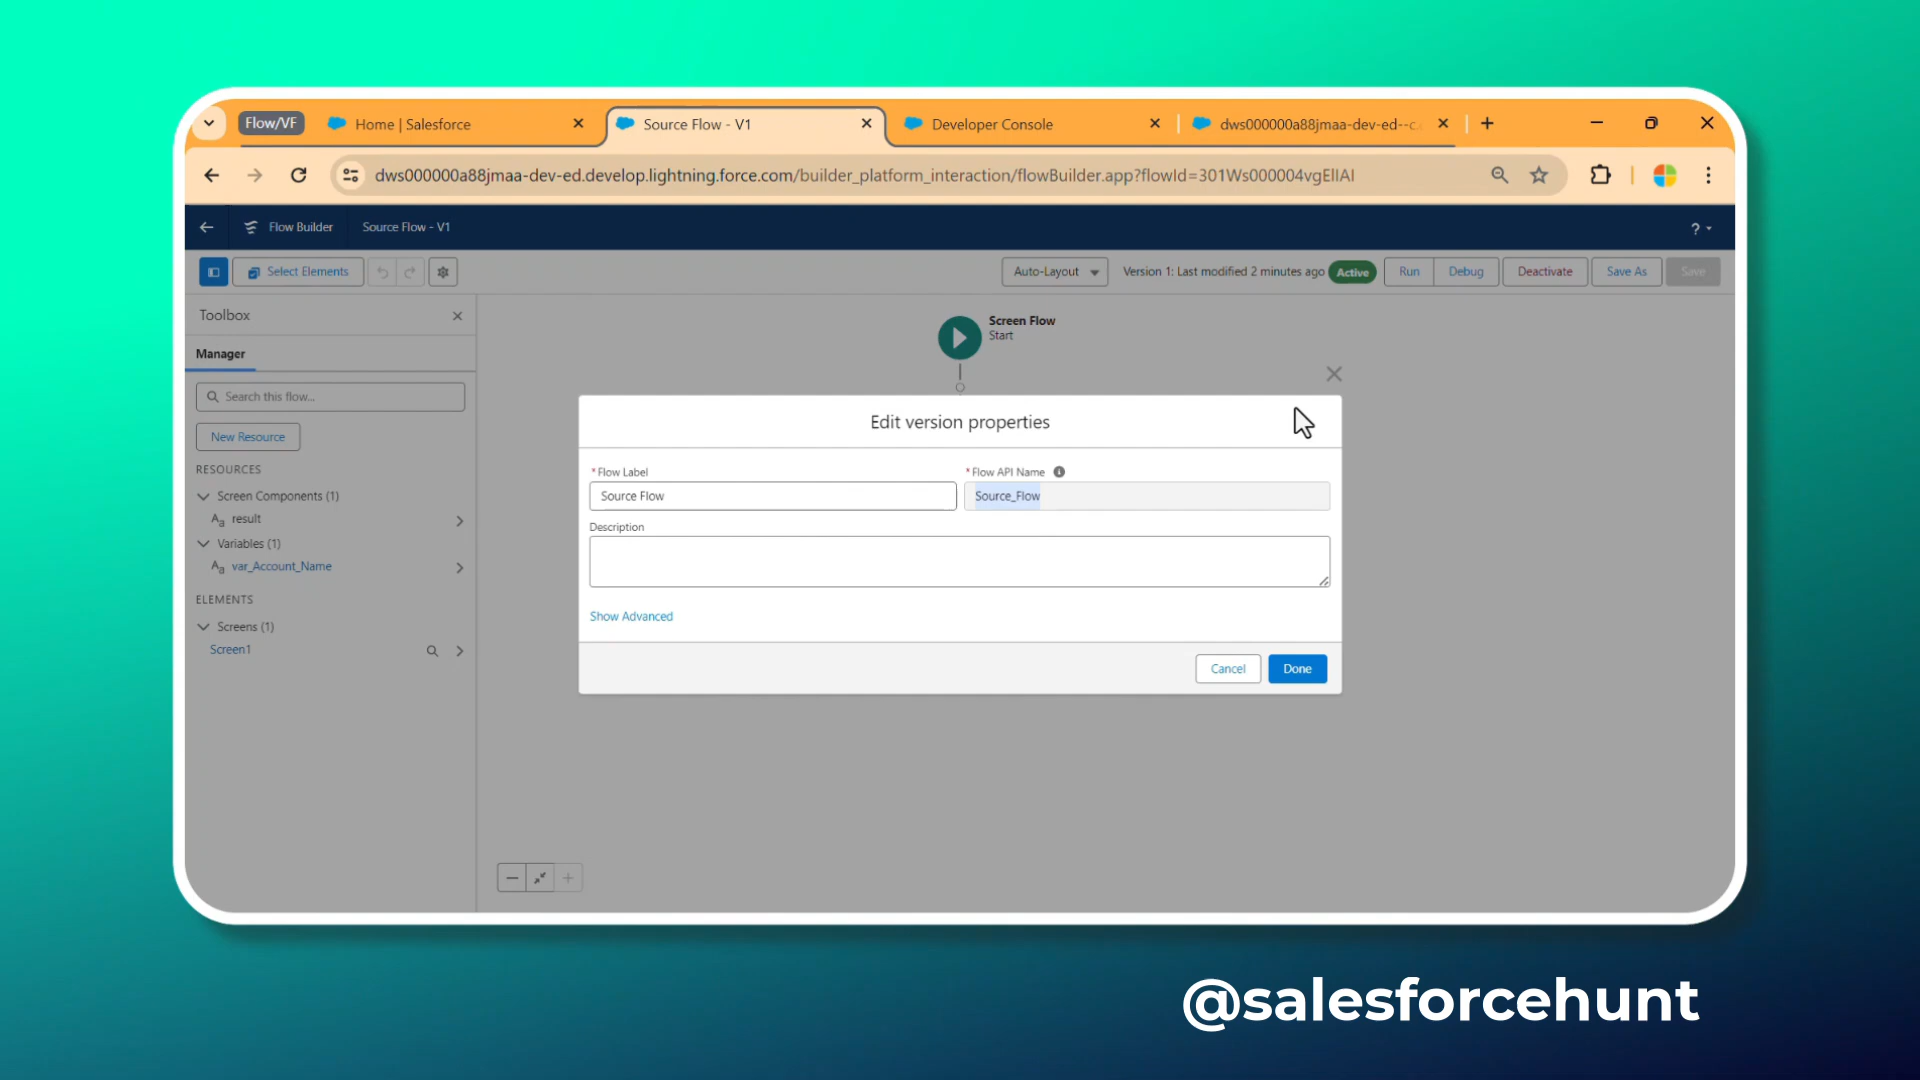 Flow/VF
Home | Salesforce
Source Flow - V1
Developer Console
dws000000a88jmaa-dev-ed--c.
dws000000a88jmaa-dev-ed.develop.lightning.force.com/builder_platform_interaction/flowBuilder.app?flowId=301Ws000004vgEIIAI
Flow Builder
Source Flow - V1
?
Select Elements
Auto-Layout
Version 1: Last modified 2 minutes ago
Active
Run
Debug
Deactivate
Save As
Save
Toolbox
Manager
Search this flow...
New Resource
RESOURCES
Screen Components (1)
Aa result
Variables (1)
Aa var_Account_Name
ELEMENTS
Screens (1)
Screen1
Screen Flow
Start
Edit version properties
*Flow Label
Source Flow
*Flow API Name
Source_Flow
Description
Show Advanced
Cancel
Done
@salesforcehunt